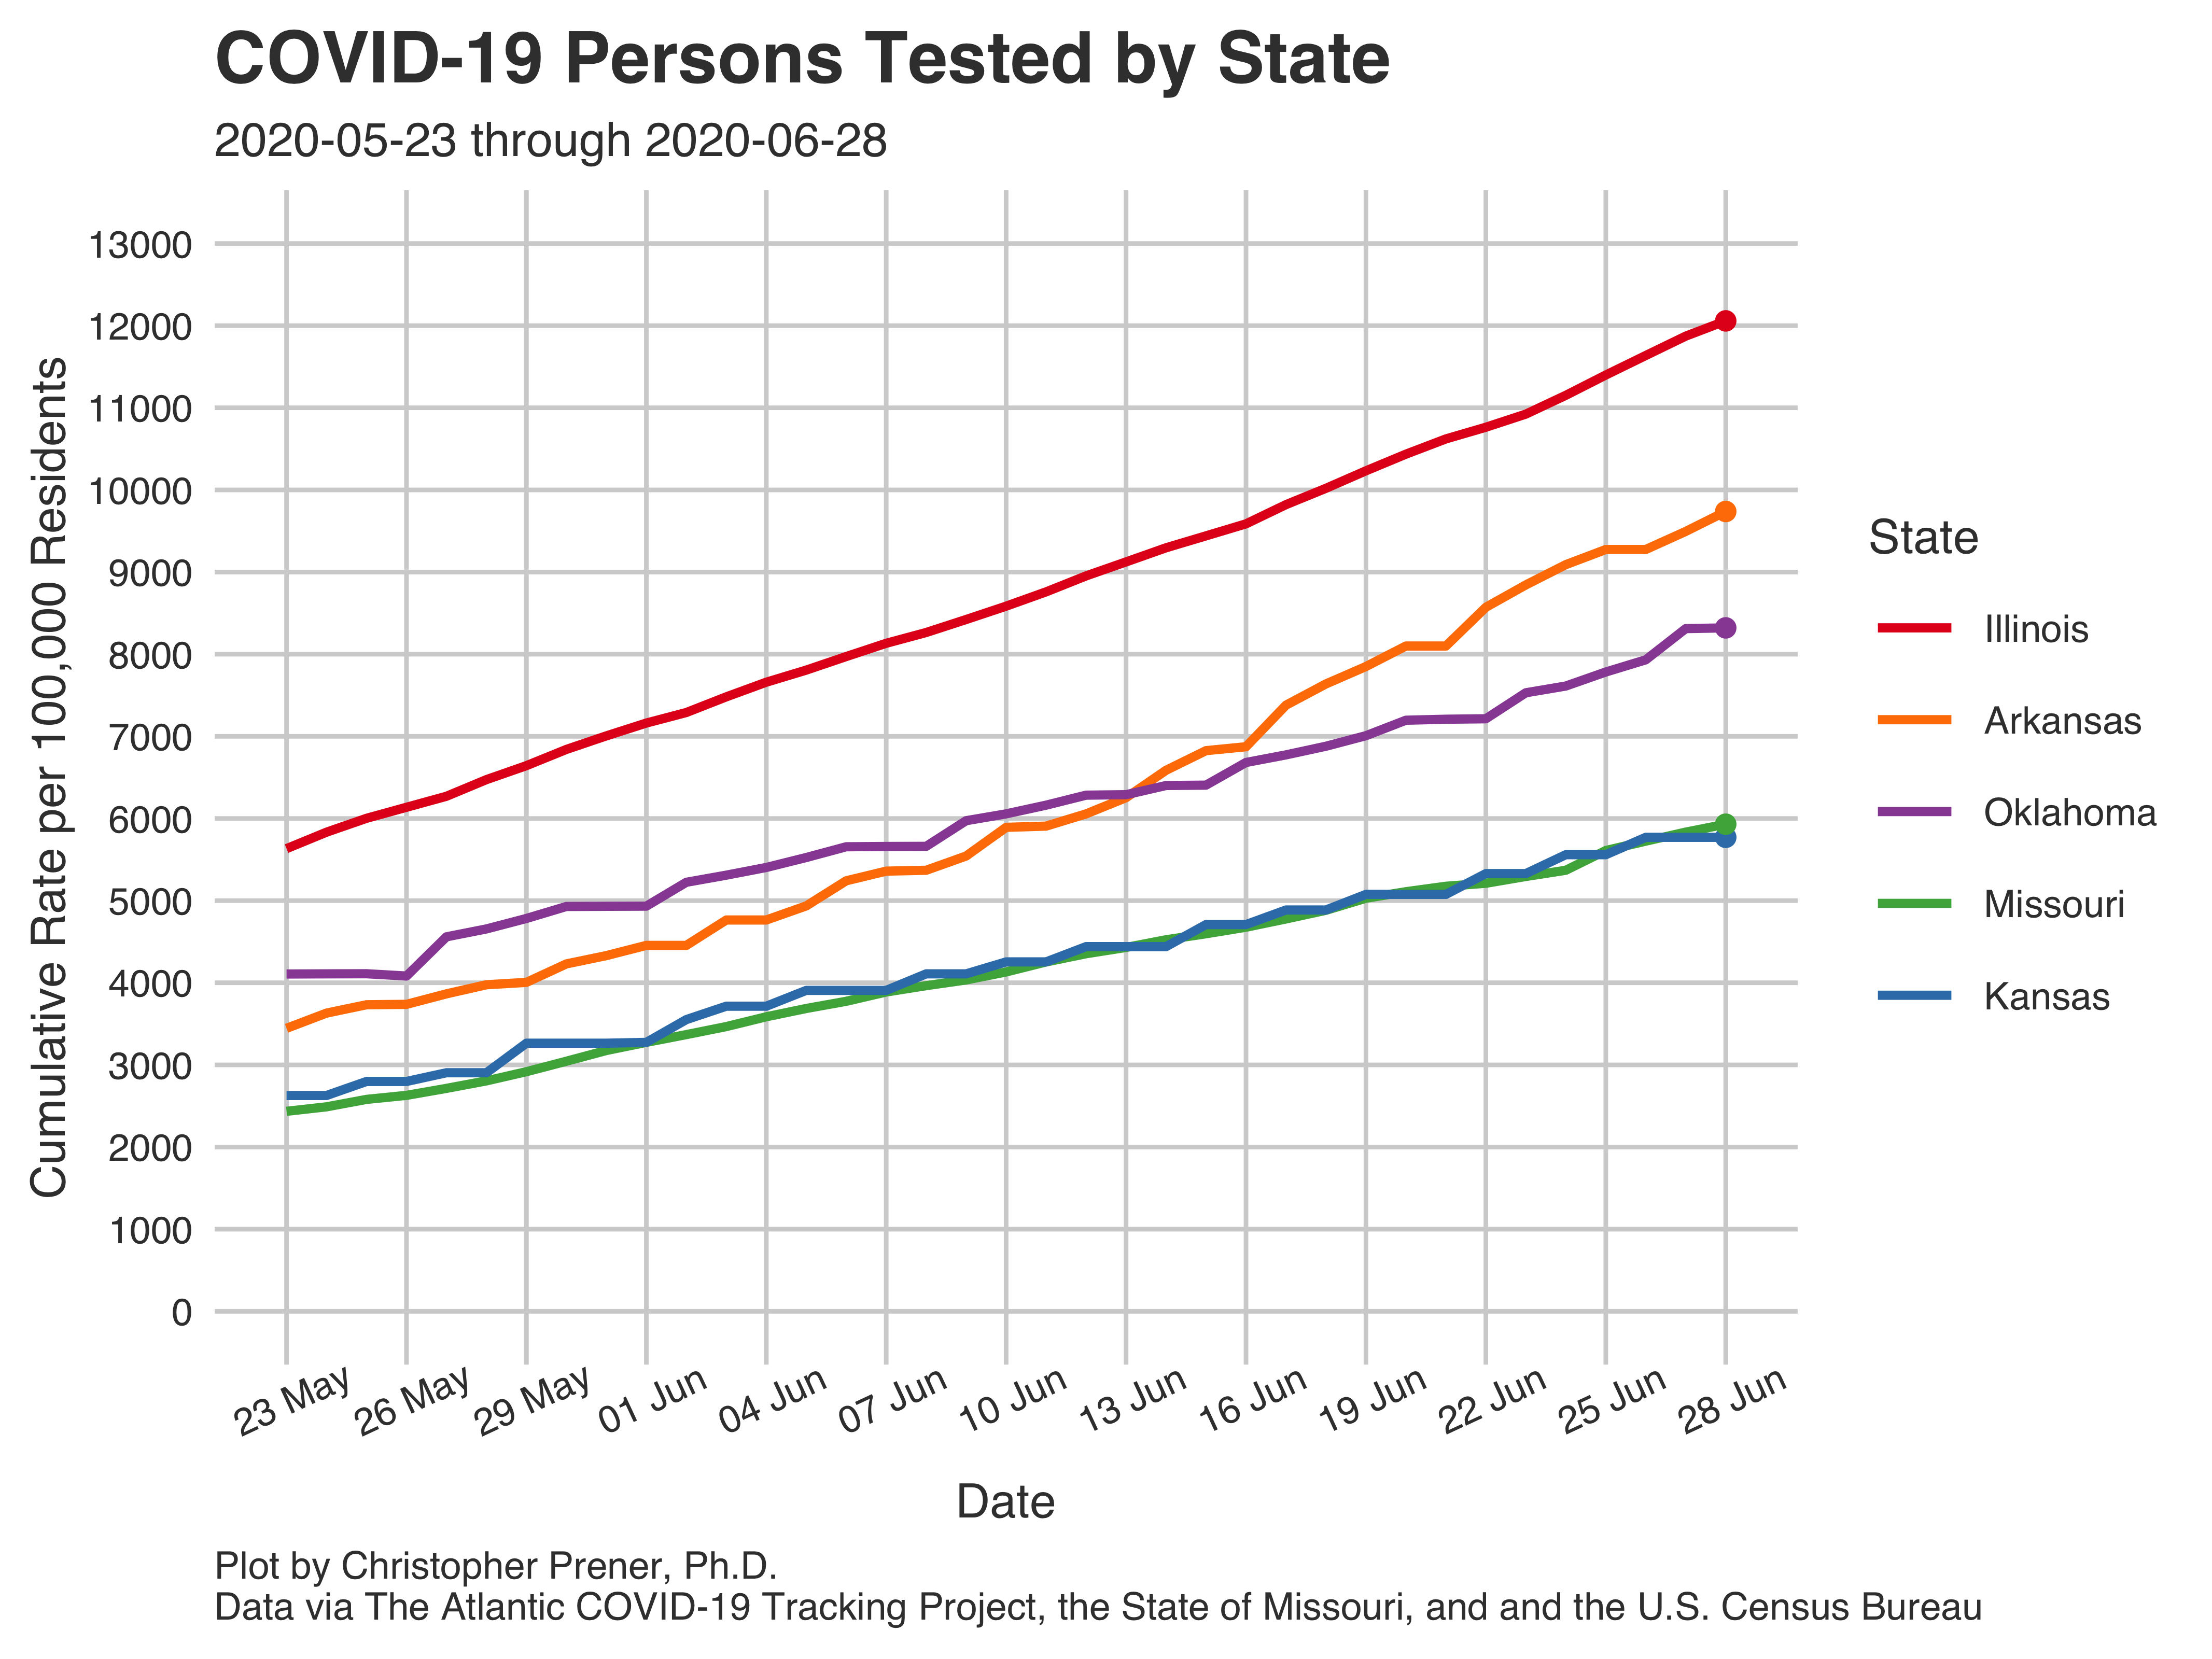 COVID-19 Persons Tested by State
2020-05-23 through 2020-06-28
Cumulative Rate per 100,000 Residents
13000
12000
11000
10000
9000
8000
7000
6000
5000
4000
3000
2000
1000
0
23 May
26 May
29 May
01 Jun
04 Jun
07 Jun
10 Jun
13 Jun
16 Jun
19 Jun
22 Jun
25 Jun
28 Jun
Date
State
Illinois
Arkansas
Oklahoma
Missouri
Kansas
Plot by Christopher Prener, Ph.D.
Data via The Atlantic COVID-19 Tracking Project, the State of Missouri, and and the U.S. Census Bureau